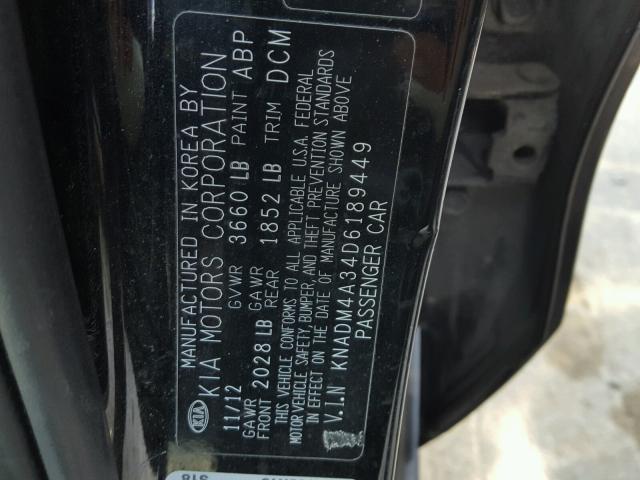 KIA
MANUFACTURED IN KOREA BY
KIA MOTORS CORPORATION
11/12 GVWR 3660 LB PAINT ABP
GAWR FRONT 2028 LB GAWR REAR 1852 LB TRIM DCM
THIS VEHICLE CONFORMS TO ALL APPLICABLE U.S.A. FEDERAL
MOTOR VEHICLE SAFETY, BUMPER, AND THEFT PREVENTION STANDARDS
IN EFFECT ON THE DATE OF MANUFACTURE SHOWN ABOVE
V.I.N KNADM4A34D6189449
PASSENGER CAR